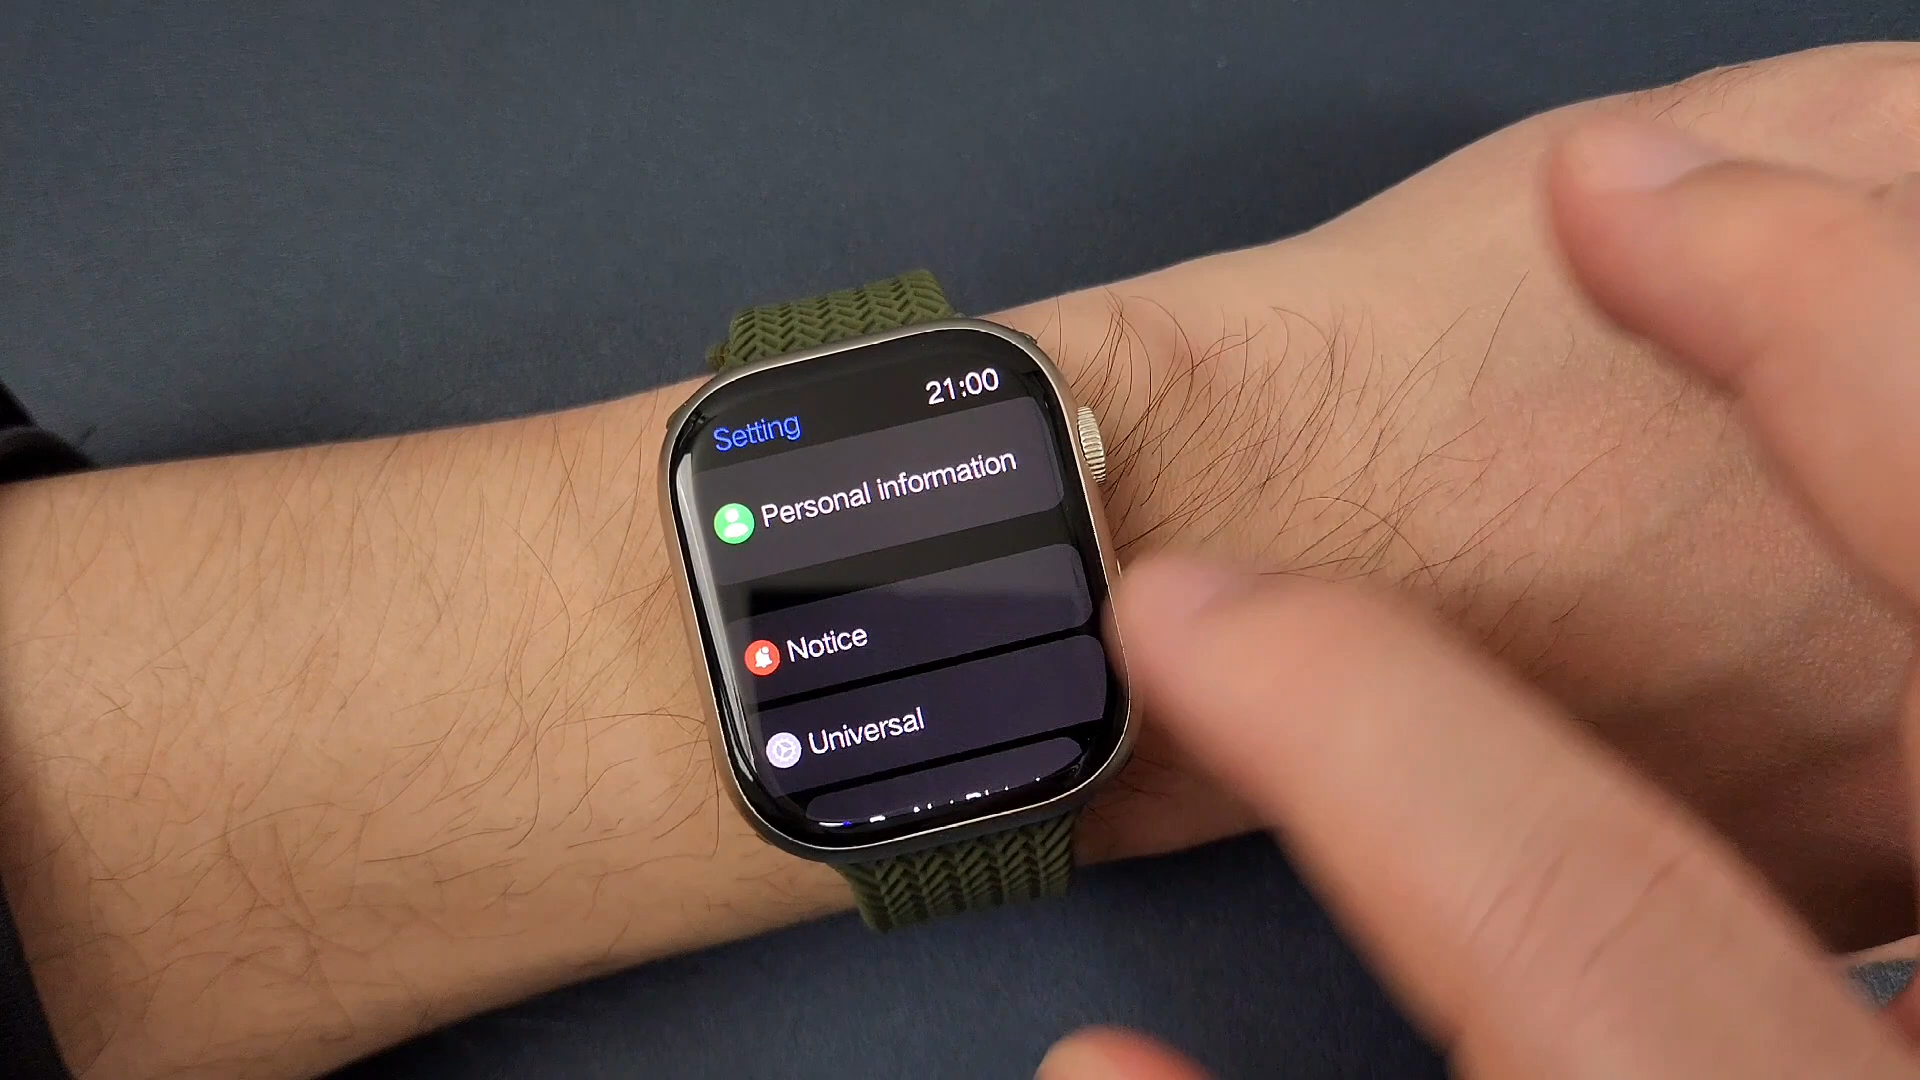 21:00
Setting
Personal information
Notice
Universal